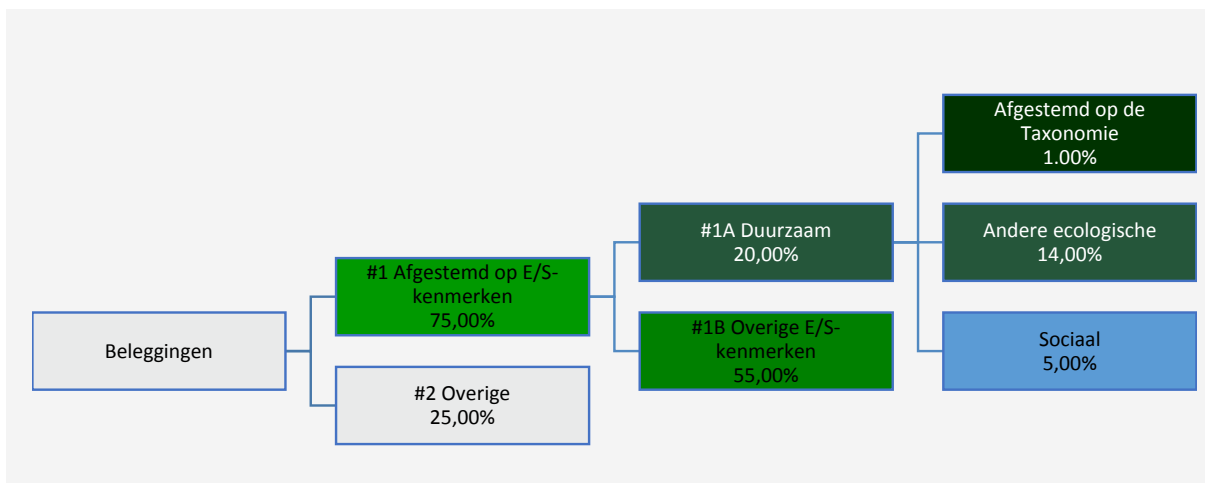 Beleggingen
#1 Afgestemd op E/S-
kenmerken
75,00%
#2 Overige
25,00%
#1A Duurzaam
20,00%
#1B Overige E/S-
kenmerken
55,00%
Afgestemd op de
Taxonomie
1.00%
Andere ecologische
14,00%
Sociaal
5,00%